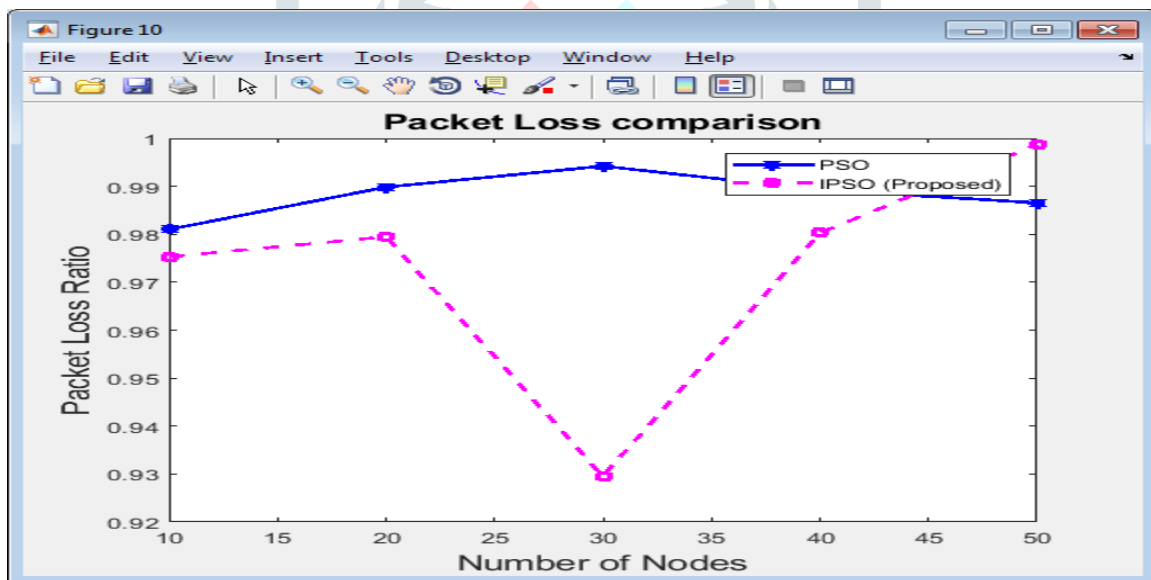 Figure 10
File Edit View Insert Tools Desktop Window Help
Packet Loss comparison
PSO
IPSO (Proposed)
Packet Loss Ratio
1
0.99
0.98
0.97
0.96
0.95
0.94
0.93
0.92
10 15 20 25 30 35 40 45 50
Number of Nodes